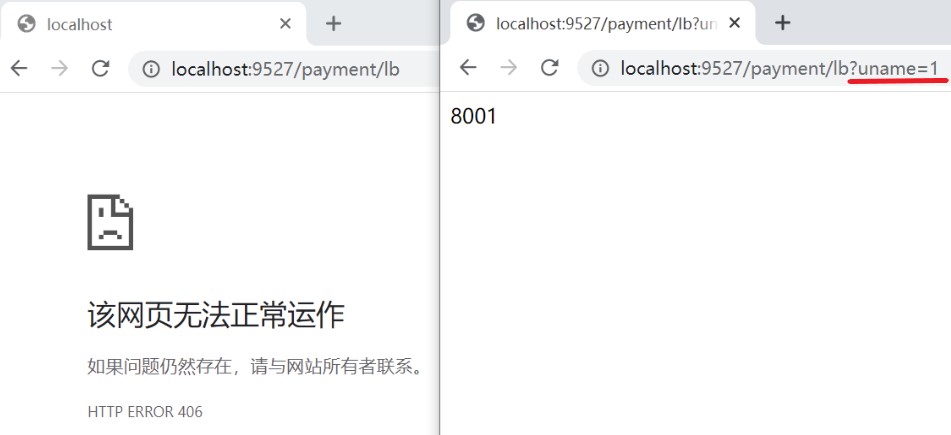 localhost
localhost:9527/payment/lb
该网页无法正常运作
如果问题仍然存在，请与网站所有者联系。
HTTP ERROR 406
localhost:9527/payment/lb?un
localhost:9527/payment/lb?uname=1
8001